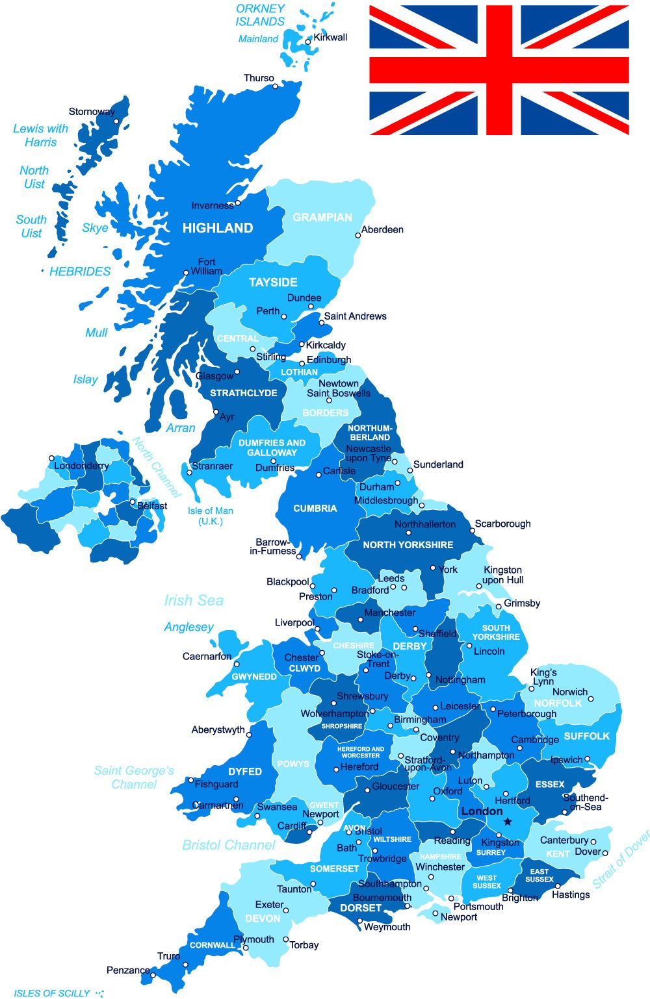 ORKNEY
ISLANDS
Mainland
Kirkwall
Thurso
Stornoway
Lewis with
Harris
North
Uist
South
Uist
Skye
HEBRIDES
Inverness
HIGHLAND
GRAMPIAN
Aberdeen
Fort
William
TAYSIDE
Dundee
Perth
Saint Andrews
Mull
CENTRAL
Kirkcaldy
Stirling
Edinburgh
LOTHIAN
Islay
Glasgow
STRATHCLYDE
Newtown
Saint Boswells
BORDERS
Ayr
Arran
NORTHUM-
BERLAND
DUMFRIES AND
GALLOWAY
Newcastle
upon Tyne
North Channel
Londonderry
Stranraer
Dumfries
Carlisle
Sunderland
Durham
Belfast
Isle of Man
(U.K.)
CUMBRIA
Middlesbrough
Northhallerton
Scarborough
NORTH YORKSHIRE
Barrow-
in-Furness
York
Kingston
upon Hull
Blackpool
Preston
Leeds
Bradford
Irish Sea
Grimsby
Manchester
Anglesey
Liverpool
Sheffield
SOUTH
YORKSHIRE
CHESHIRE
DERBY
Lincoln
Caernarfon
Chester
CLWYD
Stoke-on-
Trent
GWYNEDD
Derby
Nottingham
King's
Lynn
Norwich
NORFOLK
Shrewsbury
Wolverhampton
Leicester
Peterborough
Birmingham
SHROPSHIRE
Aberystwyth
Coventry
Cambridge
SUFFOLK
HEREFORD AND
WORCESTER
Northampton
Ipswich
Stratford-
upon-Avon
POWYS
Hereford
DYFED
Saint George's
Channel
Fishguard
Luton
ESSEX
Gloucester
Oxford
Hertford
Southend-
on-Sea
Carmartnen
Swansea
GWENT
Newport
London
Cardiff
AVON
Bristol
Bath
WILTSHIRE
Reading
Kingston
Canterbury
Bristol Channel
Trowbridge
HAMPSHIRE
SURREY
KENT
Dover
Strait of Dover
SOMERSET
Winchester
WEST
SUSSEX
EAST
SUSSEX
Taunton
Southhampton
Hastings
Bournemouth
Brighton
Exeter
DORSET
Portsmouth
DEVON
Newport
Weymouth
Plymouth
CORNWALL
Torbay
Truro
Penzance
ISLES OF SCILLY